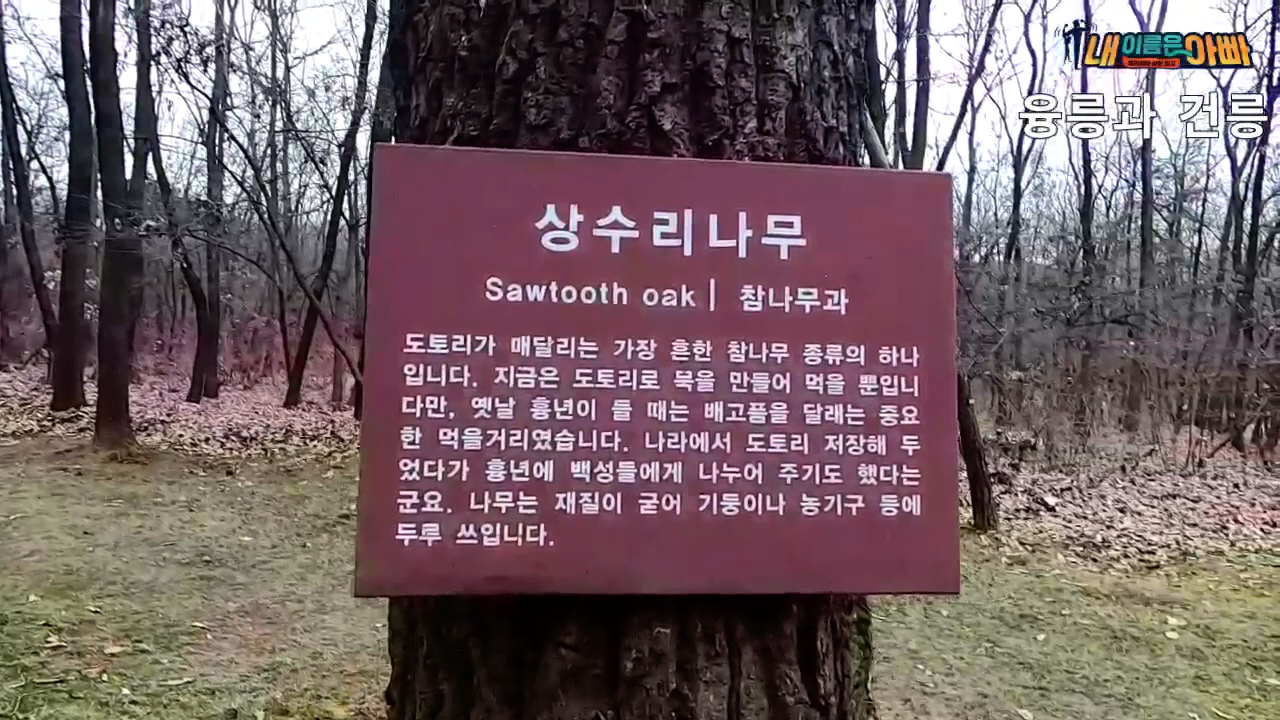 내 이름은 아빠
융릉과 건릉
상수리나무
Sawtooth oak | 참나무과
도토리가 매달리는 가장 흔한 참나무 종류의 하나
입니다. 지금은 도토리로 묵을 만들어 먹을 뿐입니
다만, 옛날 흉년이 들 때는 배고픔을 달래는 중요
한 먹을거리였습니다. 나라에서 도토리 저장해 두
었다가 흉년에 백성들에게 나누어 주기도 했다는
군요. 나무는 재질이 굳어 기둥이나 농기구 등에
두루 쓰입니다.